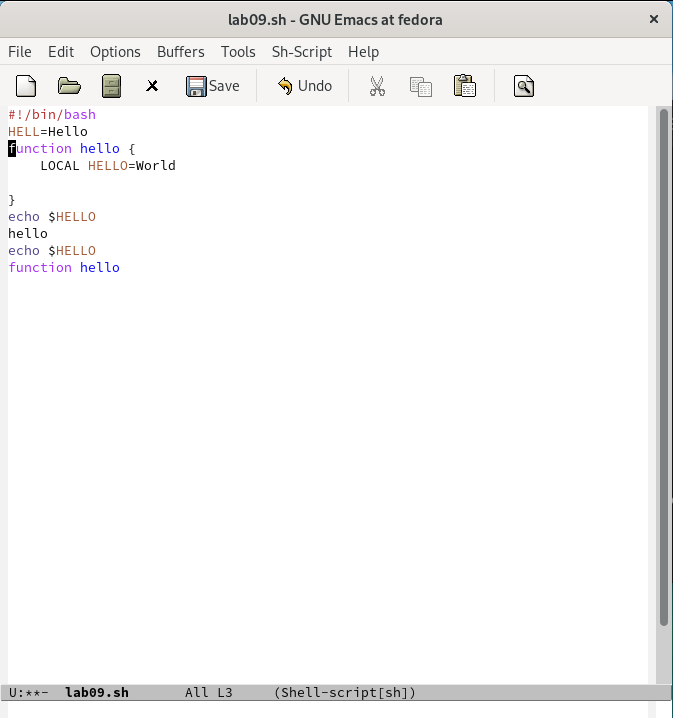 lab09.sh - GNU Emacs at fedora
File Edit Options Buffers Tools Sh-Script Help
Save Undo
#!/bin/bash
HELL=Hello
function hello {
    LOCAL HELLO=World
}
echo $HELLO
hello
echo $HELLO
function hello
U:**- lab09.sh All L3 (Shell-script[sh])